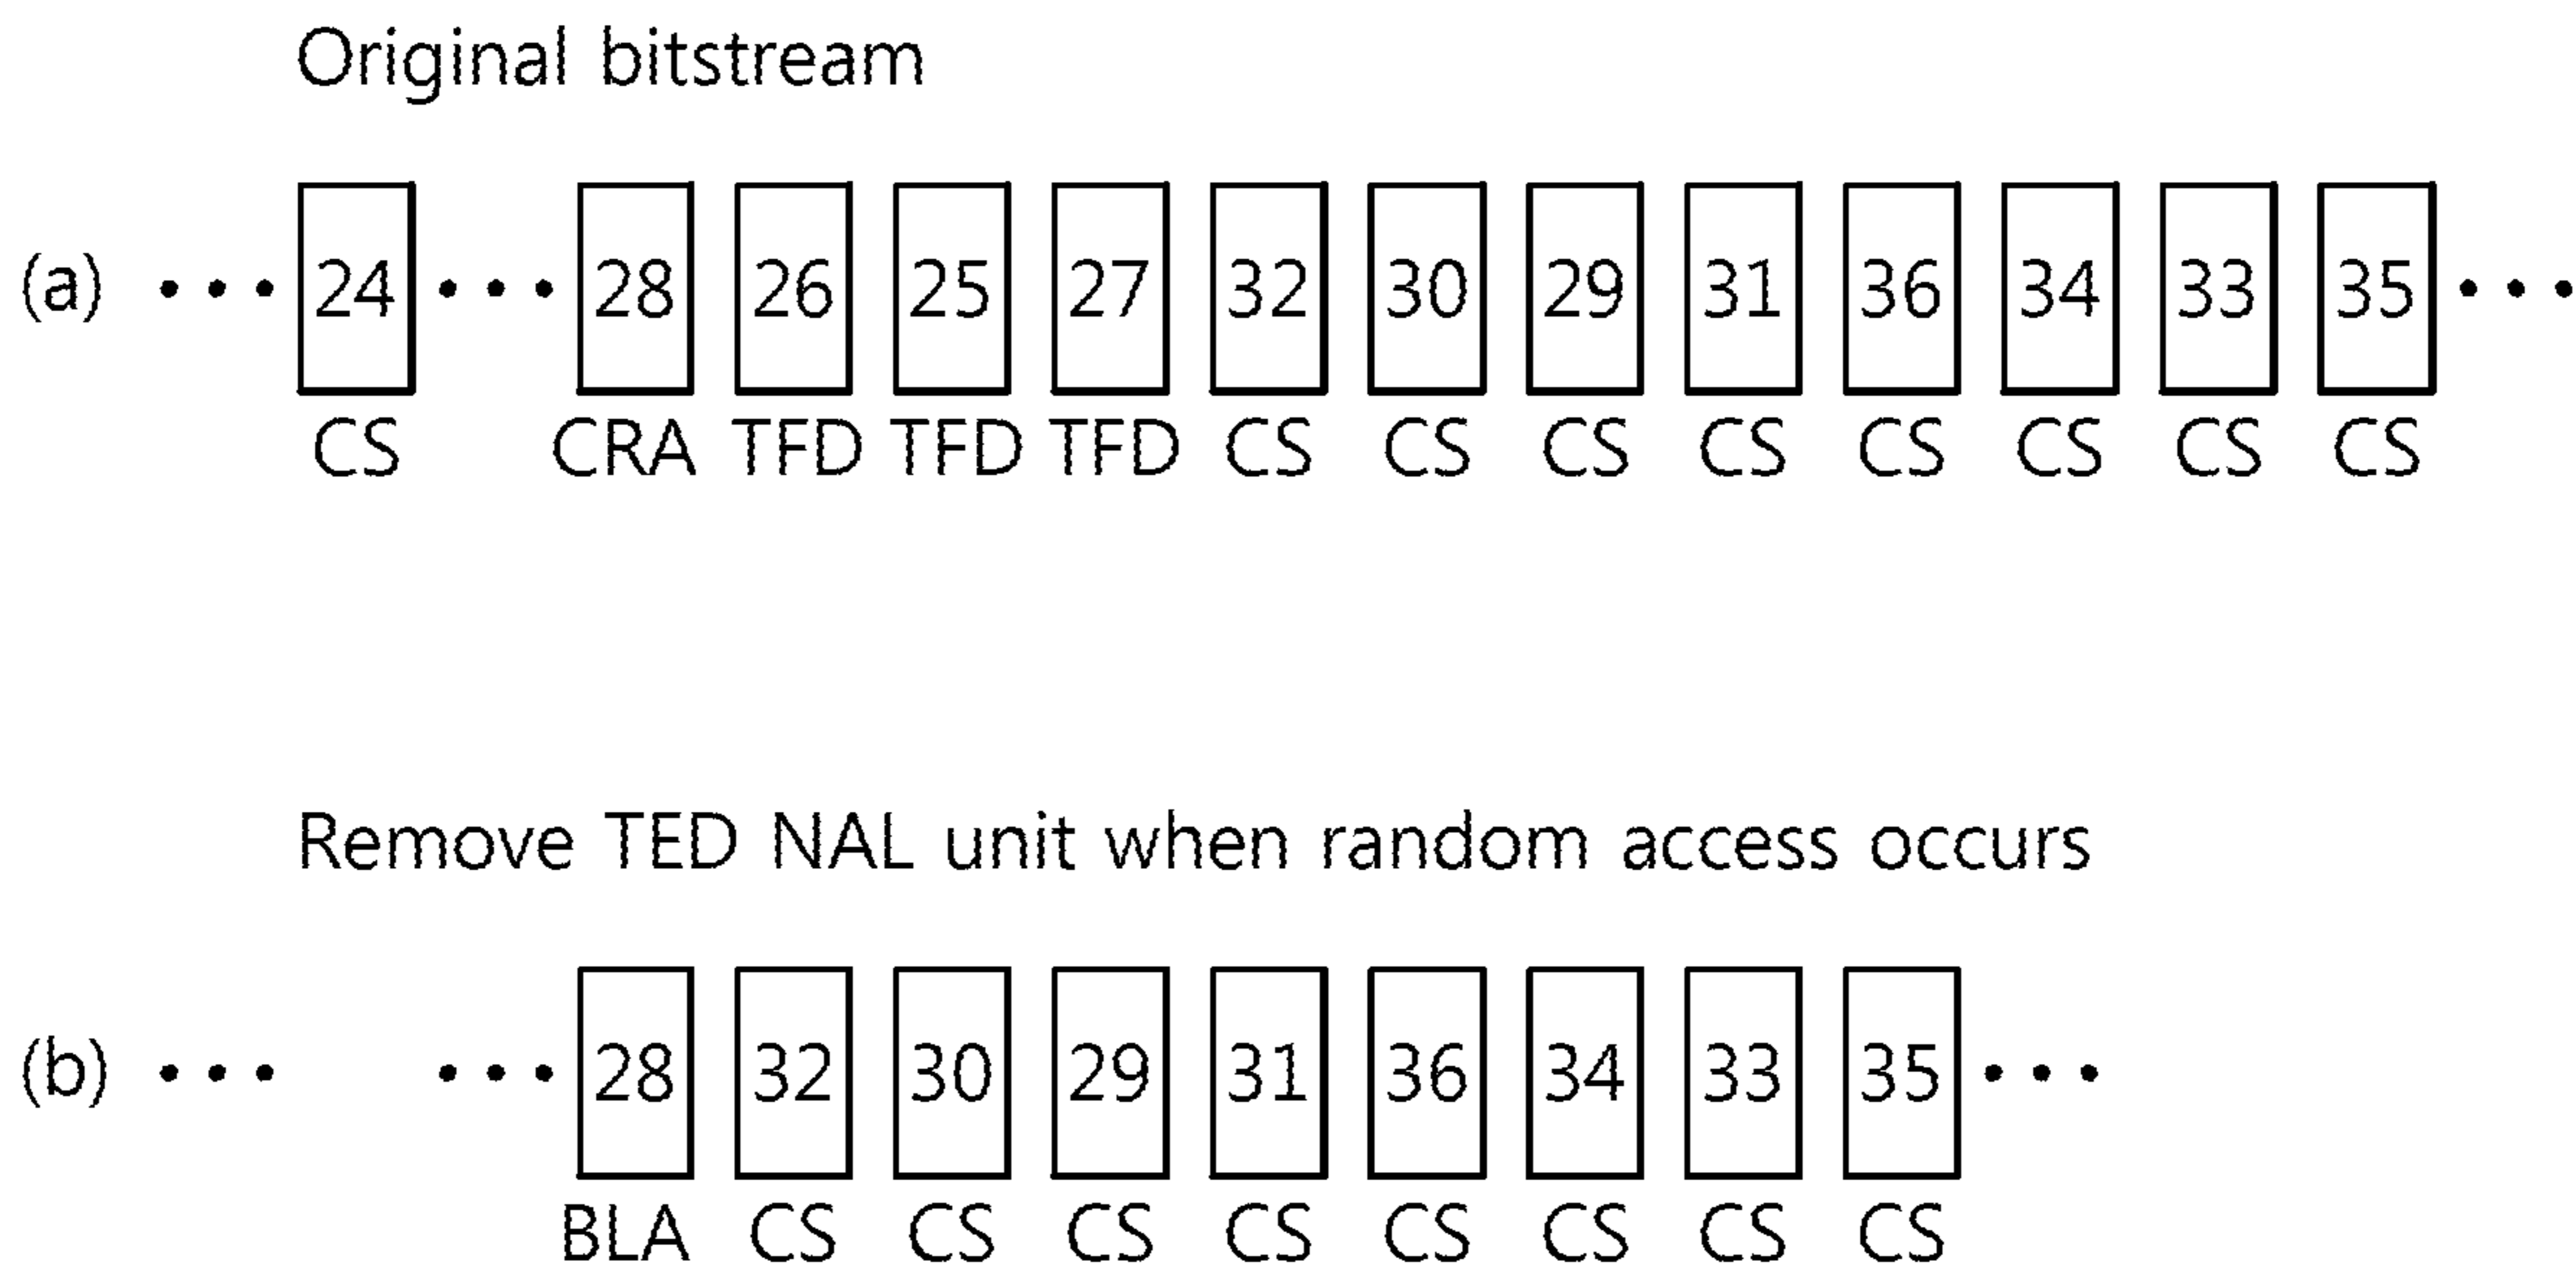 Original bitstream
(a) ··· 24 ··· 28 26 25 27 32 30 29 31 36 34 33 35 ···
CS CRA TFD TFD TFD CS CS CS CS CS CS CS CS
Remove TED NAL unit when random access occurs
(b) ··· ··· 28 32 30 29 31 36 34 33 35 ···
BLA CS CS CS CS CS CS CS CS